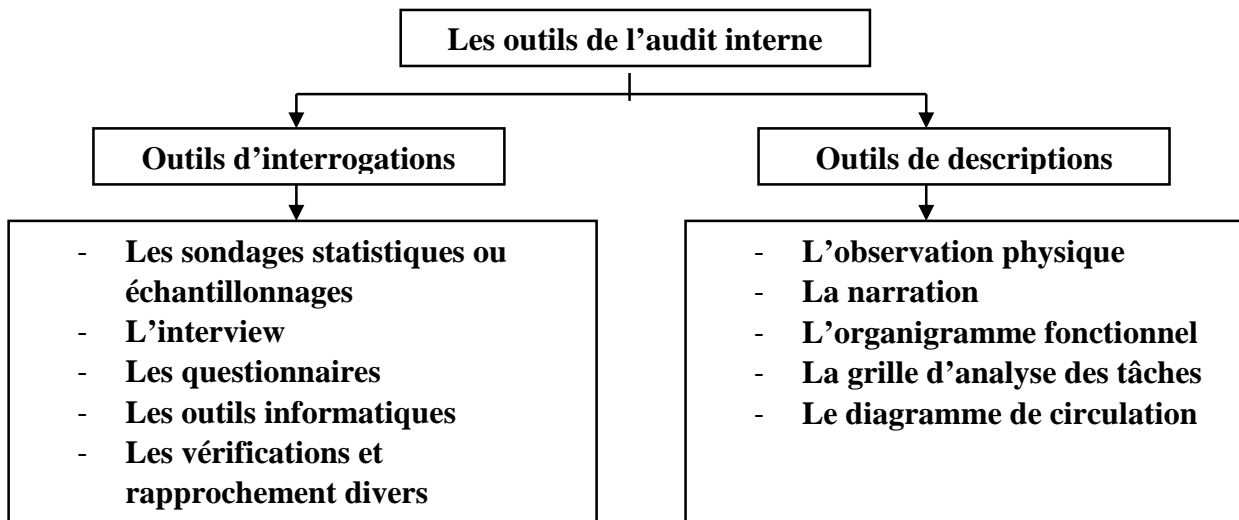 Les outils de l’audit interne
Outils d’interrogations
Outils de descriptions
- Les sondages statistiques ou
échantillonnages
- L’interview
- Les questionnaires
- Les outils informatiques
- Les vérifications et
rapprochement divers
- L’observation physique
- La narration
- L’organigramme fonctionnel
- La grille d’analyse des tâches
- Le diagramme de circulation